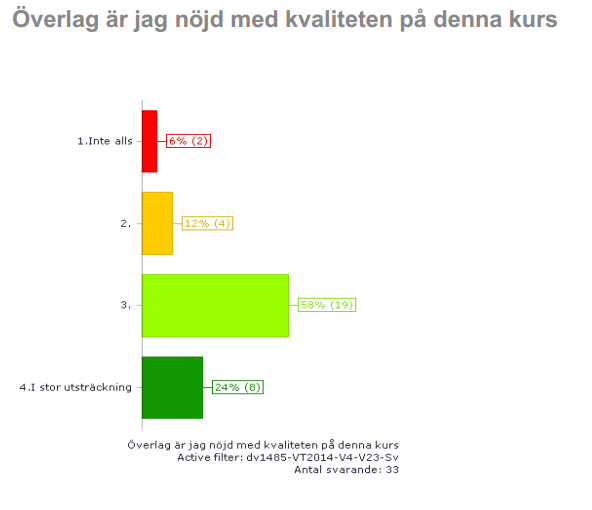 Överlag är jag nöjd med kvaliteten på denna kurs
1.Inte alls
6% (2)
2.
12% (4)
3.
58% (19)
4.I stor utsträckning
24% (8)
Överlag är jag nöjd med kvaliteten på denna kurs
Active filter: dv1485-VT2014-V4-V23-Sv
Antal svarande: 33